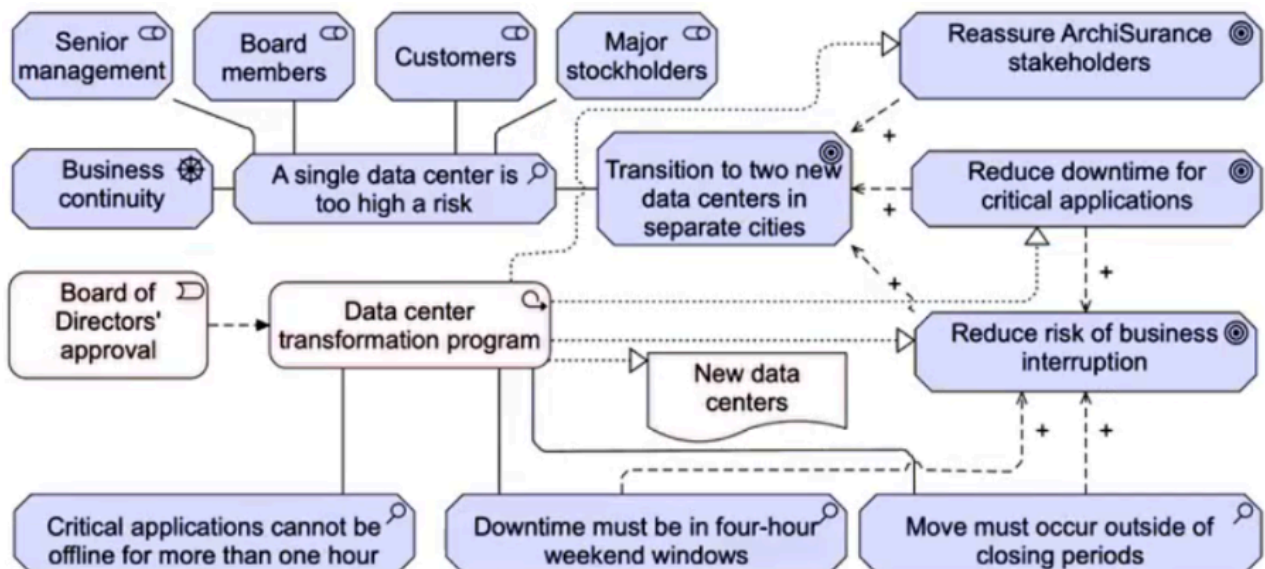 Senior
management
Board
members
Customers
Major
stockholders
Reassure ArchiSurance
stakeholders
Business
continuity
A single data center is
too high a risk
Transition to two new
data centers in
separate cities
Reduce downtime for
critical applications
+
+
+
+
Board of
Directors'
approval
Data center
transformation program
New data
centers
Reduce risk of business
interruption
+
+
Critical applications cannot be
offline for more than one hour
Downtime must be in four-hour
weekend windows
Move must occur outside of
closing periods